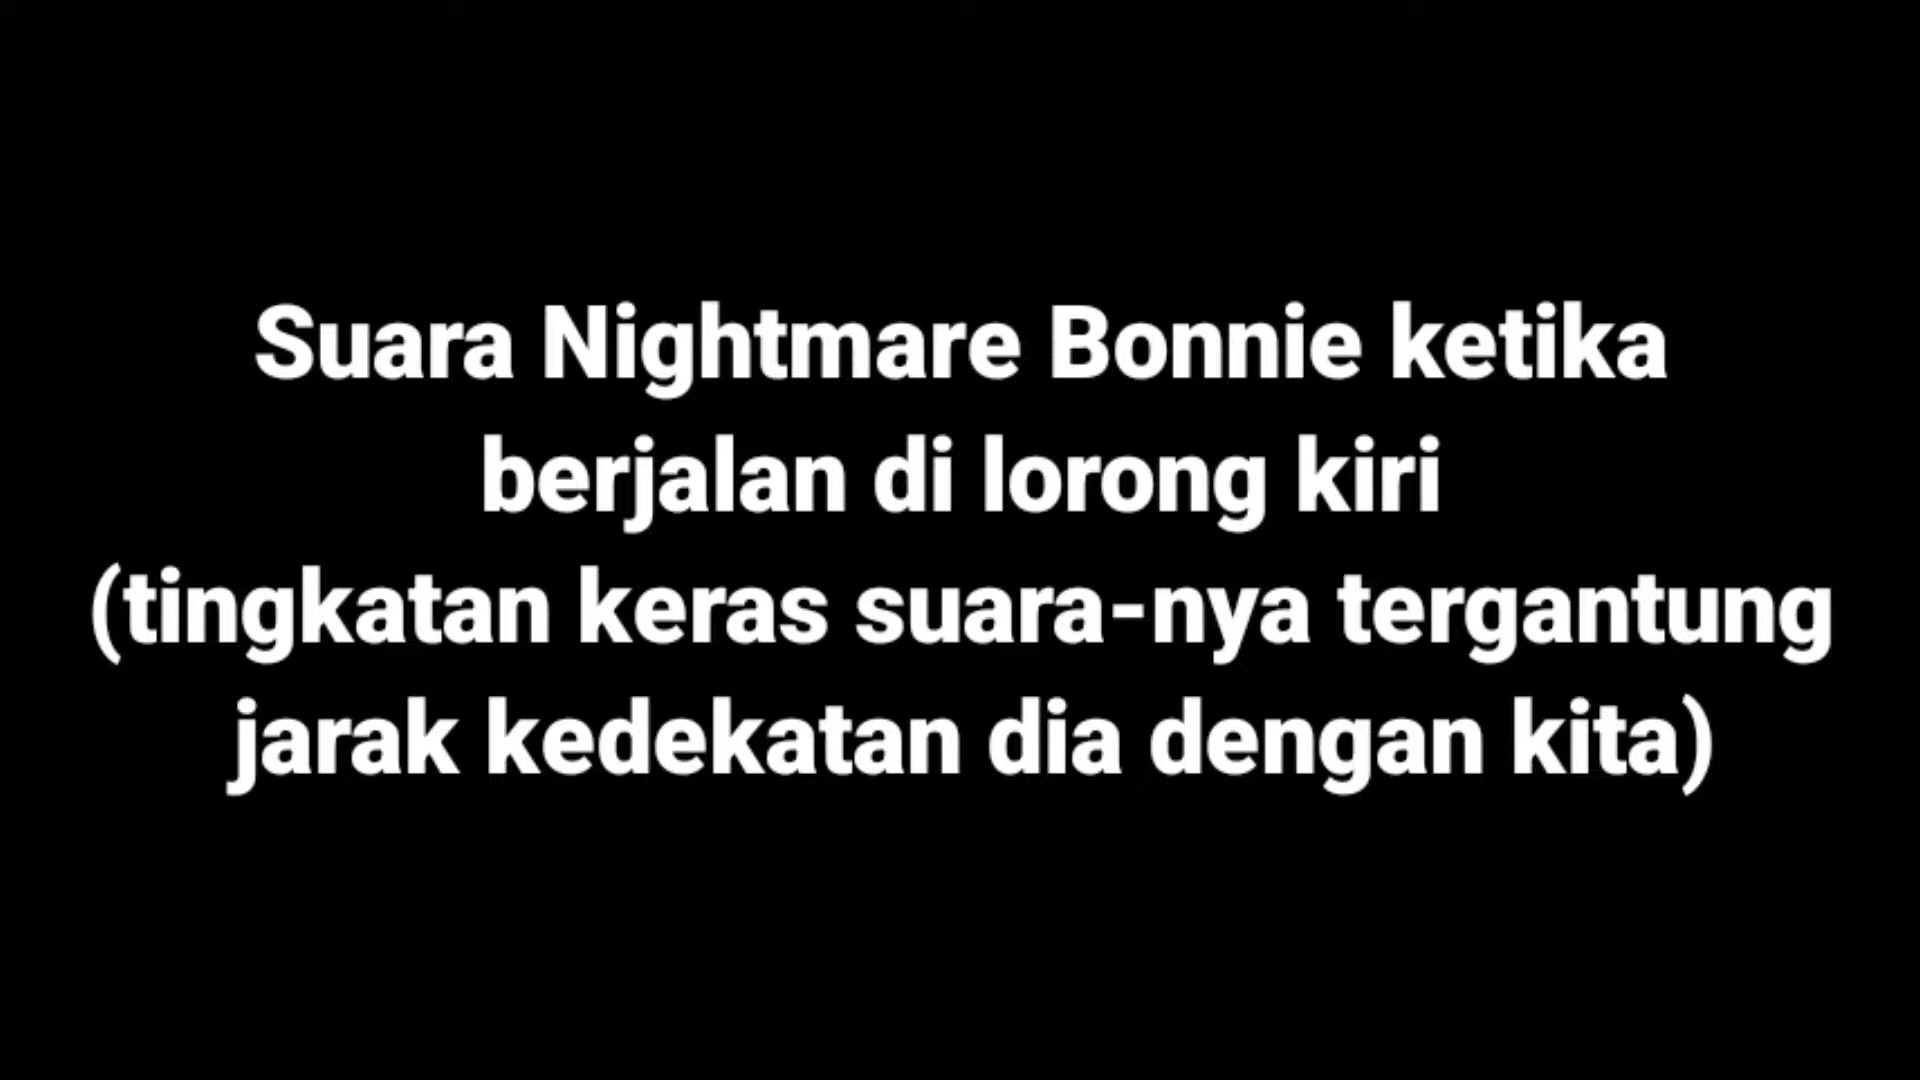 Suara Nightmare Bonnie ketika
berjalan di lorong kiri
(tingkatan keras suara-nya tergantung
jarak kedekatan dia dengan kita)